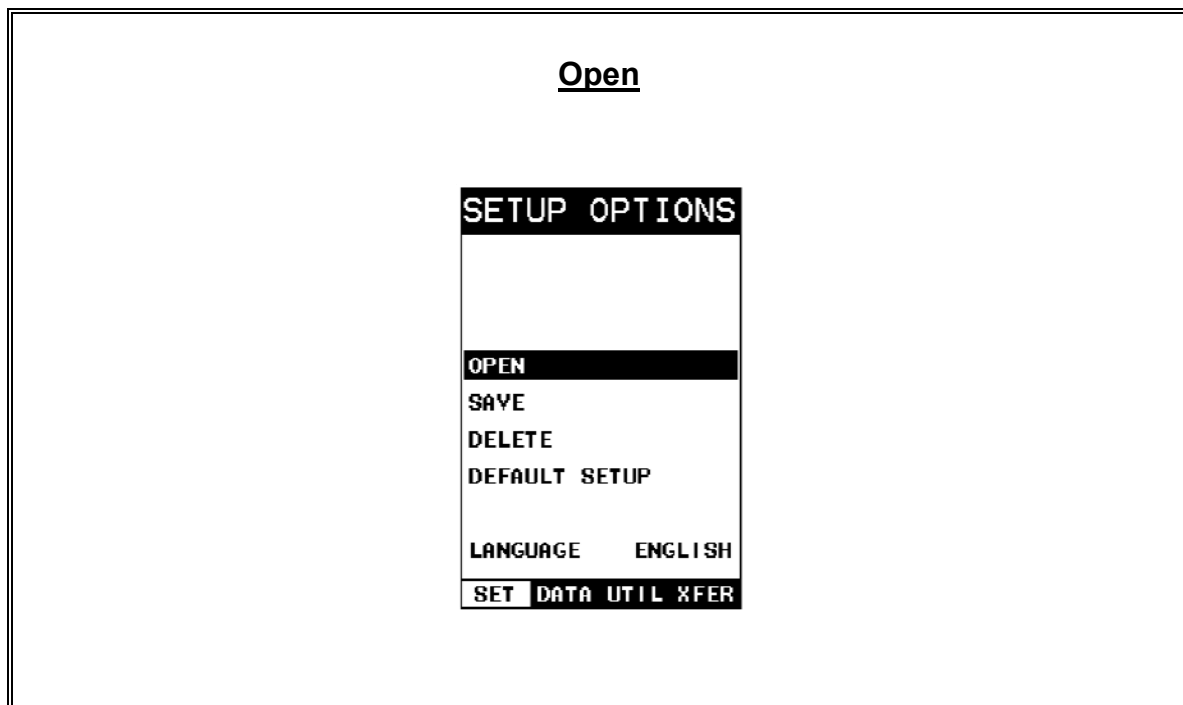 Open
SETUP OPTIONS
OPEN
SAVE
DELETE
DEFAULT SETUP
LANGUAGE ENGLISH
SET DATA UTIL XFER